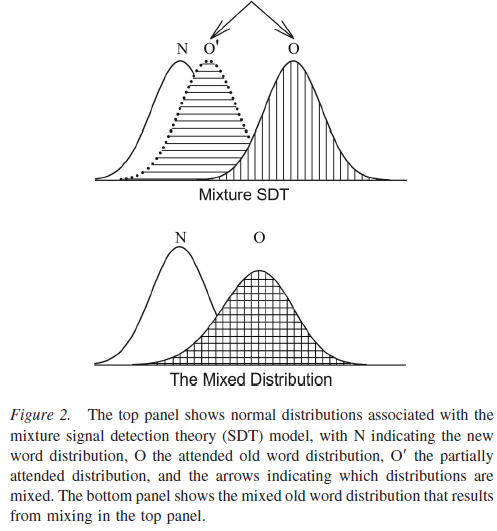 N O'
O
Mixture SDT
N
O
The Mixed Distribution
Figure 2. The top panel shows normal distributions associated with the
mixture signal detection theory (SDT) model, with N indicating the new
word distribution, O the attended old word distribution, O′ the partially
attended distribution, and the arrows indicating which distributions are
mixed. The bottom panel shows the mixed old word distribution that results
from mixing in the top panel.